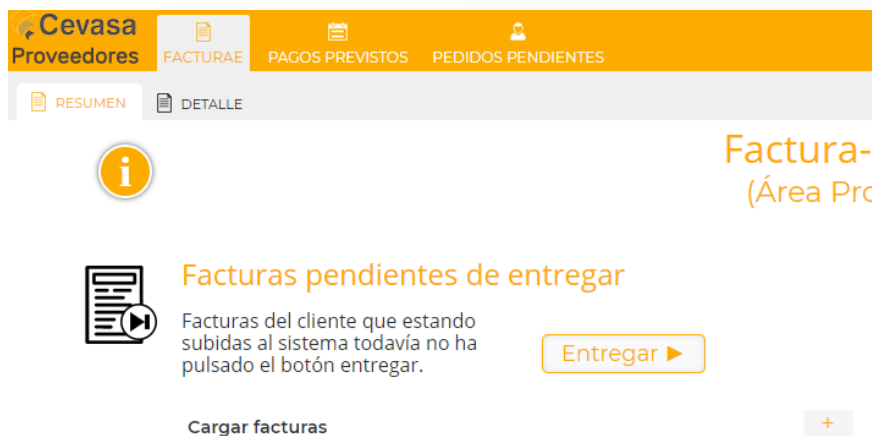 Cevasa
Proveedores
FACTURAE PAGOS PREVISTOS PEDIDOS PENDIENTES
RESUMEN DETALLE
i
Factura-
(Área Pro
Facturas pendientes de entregar
Facturas del cliente que estando
subidas al sistema todavía no ha
pulsado el botón entregar.
Entregar ►
Cargar facturas
+